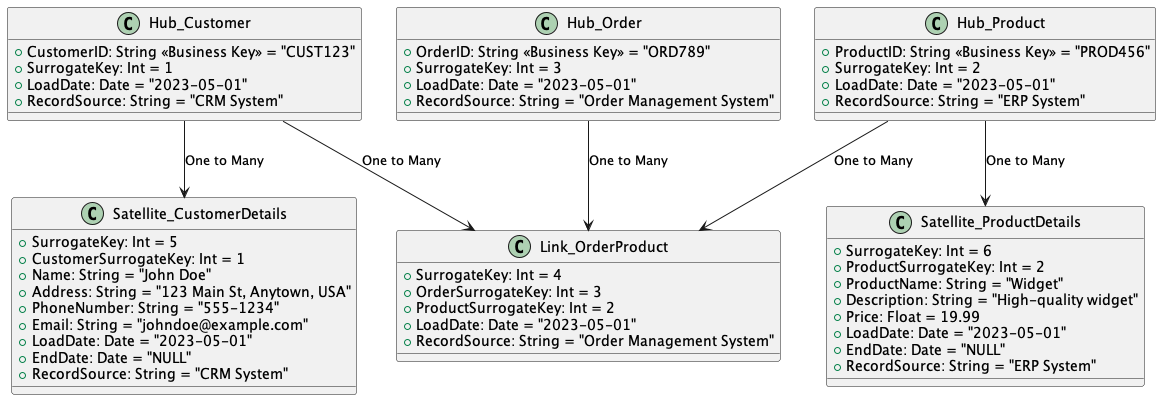 C Hub_Customer
CustomerID: String «Business Key» = "CUST123"
SurrogateKey: Int = 1
LoadDate: Date = "2023-05-01"
RecordSource: String = "CRM System"
C Hub_Order
OrderID: String «Business Key» = "ORD789"
SurrogateKey: Int = 3
LoadDate: Date = "2023-05-01"
RecordSource: String = "Order Management System"
C Hub_Product
ProductID: String «Business Key» = "PROD456"
SurrogateKey: Int = 2
LoadDate: Date = "2023-05-01"
RecordSource: String = "ERP System"
One to Many
One to Many
One to Many
One to Many
One to Many
C Satellite_CustomerDetails
SurrogateKey: Int = 5
CustomerSurrogateKey: Int = 1
Name: String = "John Doe"
Address: String = "123 Main St, Anytown, USA"
PhoneNumber: String = "555-1234"
Email: String = "johndoe@example.com"
LoadDate: Date = "2023-05-01"
EndDate: Date = "NULL"
RecordSource: String = "CRM System"
C Link_OrderProduct
SurrogateKey: Int = 4
OrderSurrogateKey: Int = 3
ProductSurrogateKey: Int = 2
LoadDate: Date = "2023-05-01"
RecordSource: String = "Order Management System"
C Satellite_ProductDetails
SurrogateKey: Int = 6
ProductSurrogateKey: Int = 2
ProductName: String = "Widget"
Description: String = "High-quality widget"
Price: Float = 19.99
LoadDate: Date = "2023-05-01"
EndDate: Date = "NULL"
RecordSource: String = "ERP System"